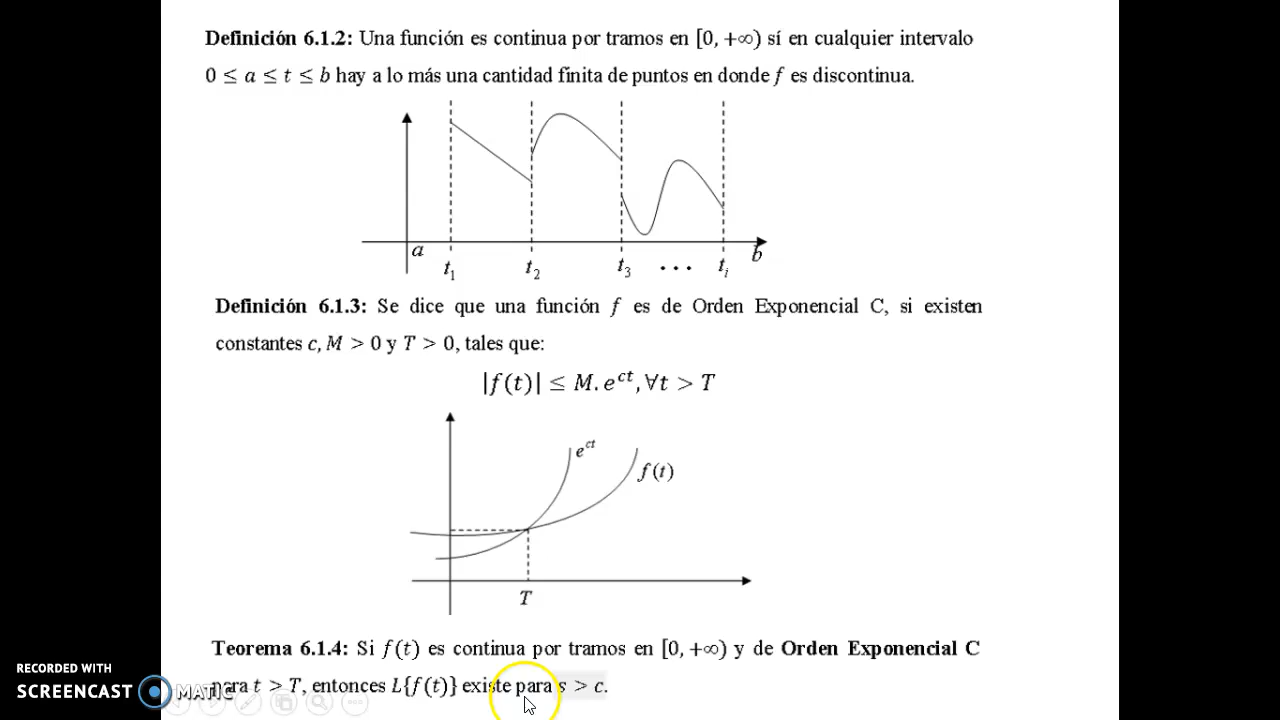 Definición 6.1.2: Una función es continua por tramos en [0, +∞) sí en cualquier intervalo
0 ≤ a ≤ t ≤ b hay a lo más una cantidad finita de puntos en donde f es discontinua.
a
b
t₁ t₂ t₃ ... tᵢ
Definición 6.1.3: Se dice que una función f es de Orden Exponencial C, si existen
constantes c, M > 0 y T > 0, tales que:
|f(t)| ≤ M. e^{ct}, ∀t > T
e^{ct}
f(t)
T
Teorema 6.1.4: Si f(t) es continua por tramos en [0, +∞) y de Orden Exponencial C
para t > T, entonces L{f(t)} existe para s > c.
RECORDED WITH
SCREENCAST MATIC